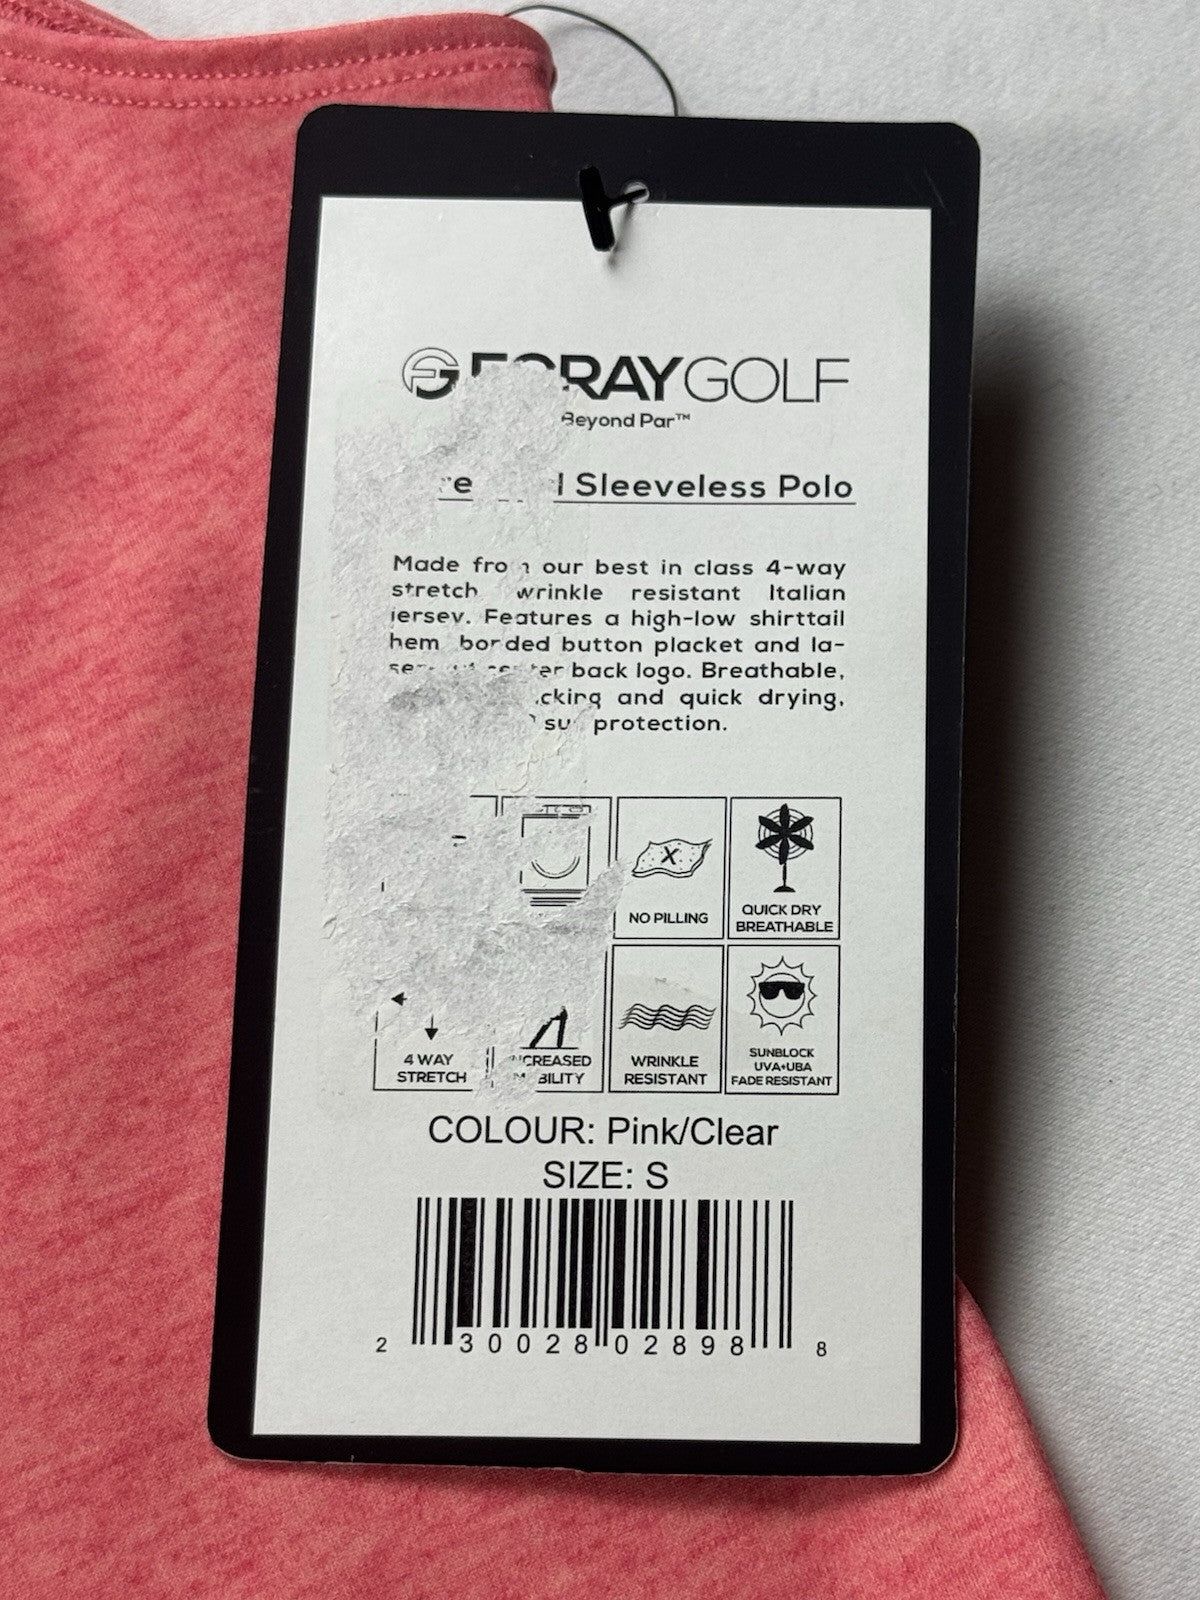 FORAYGOLF
Beyond Par™
Sleeveless Polo
Made from our best in class 4-way
stretch wrinkle resistant Italian
jersey. Features a high-low shirttail
hem bonded button placket and la-
back logo. Breathable,
and quick drying,
sun protection.
NO PILLING
QUICK DRY
BREATHABLE
4 WAY
STRETCH
INCREASED
MOBILITY
WRINKLE
RESISTANT
SUNBLOCK
UVA+UBA
FADE RESISTANT
COLOUR: Pink/Clear
SIZE: S
2 30028 02898 8